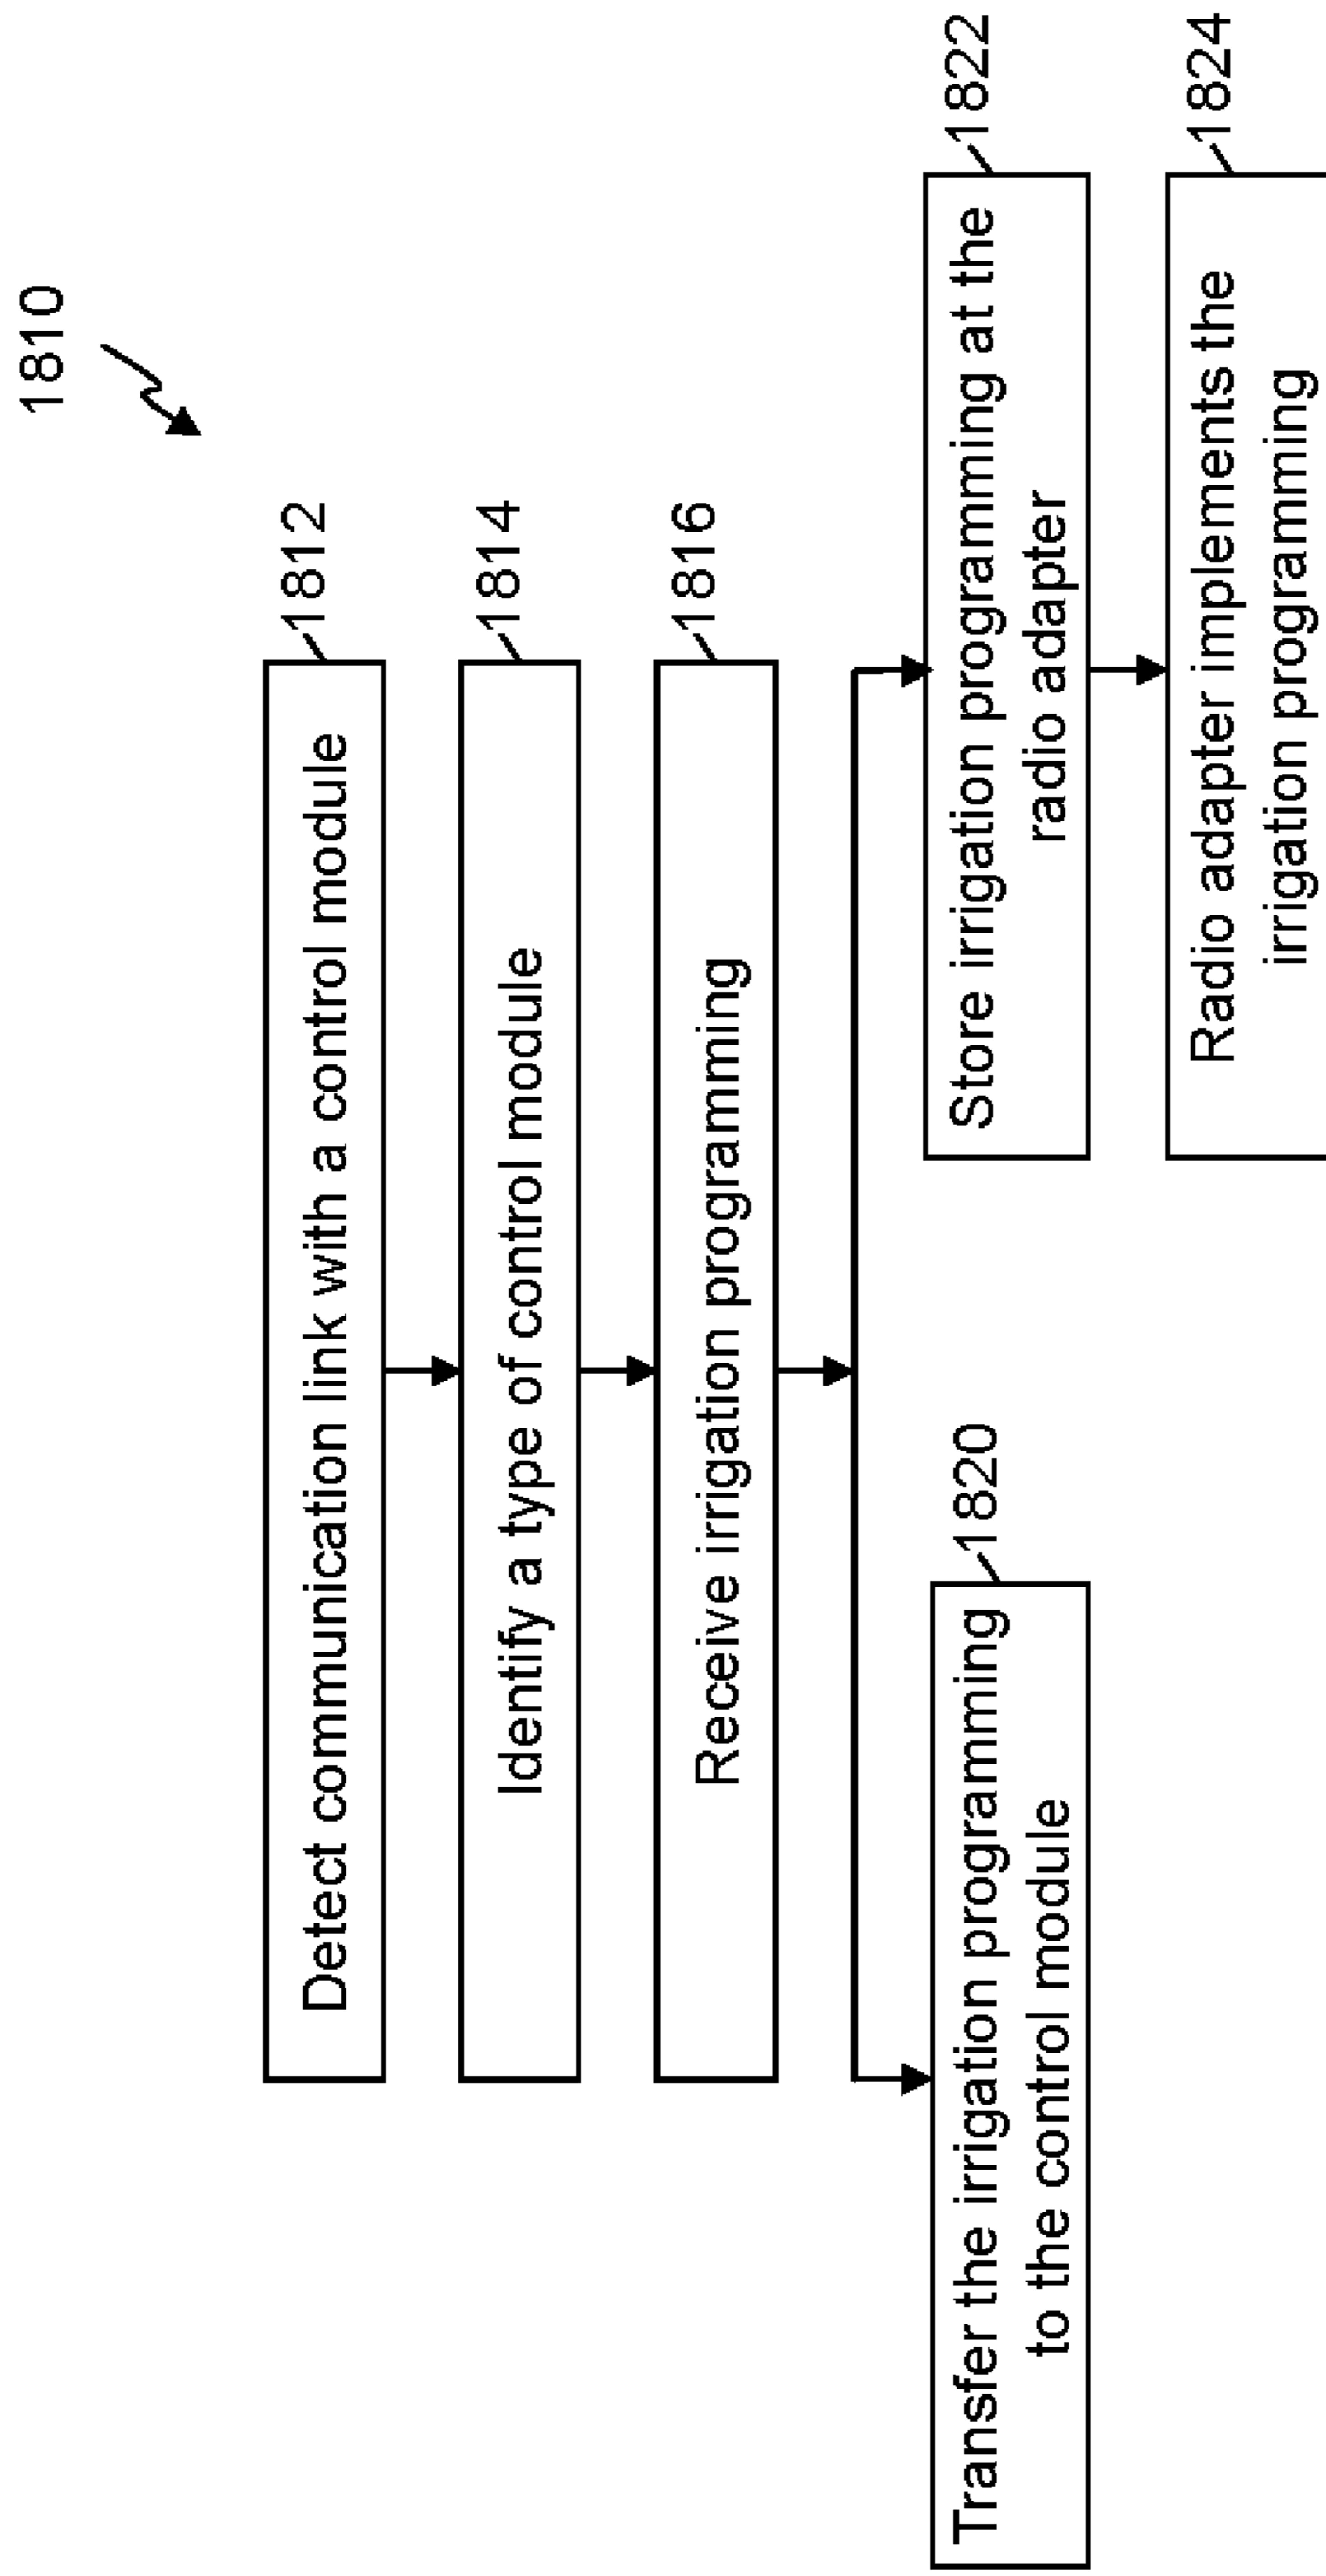 1810
Detect communication link with a control module
1812
Identify a type of control module
1814
Receive irrigation programming
1816
Transfer the irrigation programming
to the control module
1820
Store irrigation programming at the
radio adapter
1822
Radio adapter implements the
irrigation programming
1824